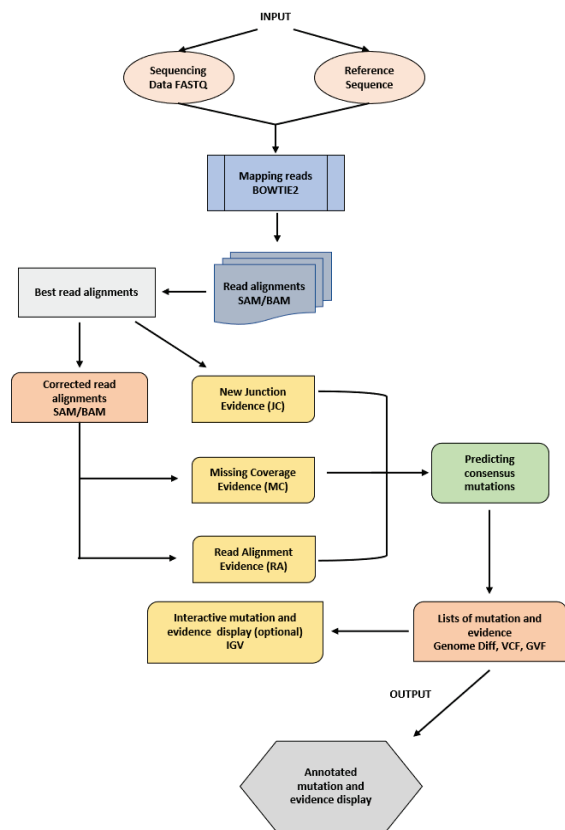 INPUT
Sequencing
Data FASTQ
Reference
Sequence
Mapping reads
BOWTIE2
Read alignments
SAM/BAM
Best read alignments
Corrected read
alignments
SAM/BAM
New Junction
Evidence (JC)
Missing Coverage
Evidence (MC)
Read Alignment
Evidence (RA)
Predicting
consensus
mutations
Interactive mutation and
evidence display (optional)
IGV
Lists of mutation and
evidence
Genome Diff, VCF, GVF
OUTPUT
Annotated
mutation and
evidence display